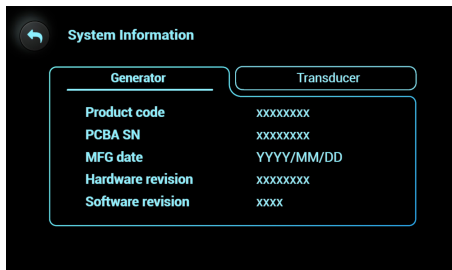 System Information
Generator Transducer
Product code xxxxxxxx
PCBA SN xxxxxxxx
MFG date YYYY/MM/DD
Hardware revision xxxxxxxx
Software revision xxxx